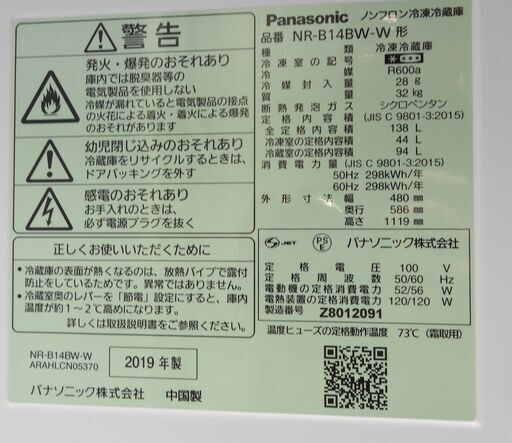 警告
発火・爆発のおそれあり
庫内では脱臭器等の
電気製品を使用しない
冷媒が漏れていると電気製品の接点
の火花による着火・着火による爆発
のおそれがあります
幼児閉じ込みのおそれあり
冷蔵庫をリサイクルするときは、
ドアパッキングを外す
感電のおそれあり
お手入れのときは、
必ず電源プラグを抜く
正しくお使いいただくために
●冷蔵庫の表面が熱くなるのは、放熱パイプで露付
防止をしているためです。異常ではありません。
●冷蔵室奥のレバーを「節電」設定にすると、庫内
温度が約1~2℃高めになります。
詳しくは取扱説明書をご参照ください。
NR-B14BW-W
ARAHLCN05370
2019年製
パナソニック株式会社 中国製
Panasonic ノンフロン冷凍冷蔵庫
品番 NR-B14BW-W形
種類 冷凍冷蔵庫
冷凍室の記号
冷媒 R600a
冷媒封入量 28 g
質量 32 kg
断熱発泡ガス シクロペンタン
定格内容積 (JIS C 9801-3:2015)
全定格内容積 138 L
冷凍室の定格内容積 44 L
冷蔵室の定格内容積 94 L
消費電力量 (JIS C 9801-3:2015)
50Hz 298kWh/年
60Hz 298kWh/年
外形寸法 幅 480 mm
奥行 586 mm
高さ 1119 mm
JET PSE パナソニック株式会社
定格電圧 100 V
定格周波数 50/60 Hz
電動機の定格消費電力 52/56 W
電熱装置の定格消費電力 120/120 W
製造番号 Z8012091
温度ヒューズの定格動作温度 73℃(霜取用)